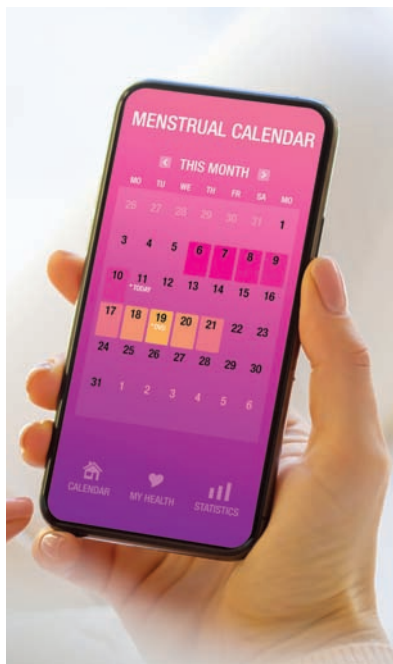 MENSTRUAL CALENDAR
< THIS MONTH >
MO TU WE TH FR SA MO
26 27 28 29 30 31 1
3 4 5 6 7 8 9
10 11 12 13 14 15 16
*TODAY
17 18 19 20 21 22 23
24 25 26 27 28 29 30
31 1 2 3 4 5 6
CALENDAR MY HEALTH STATISTICS